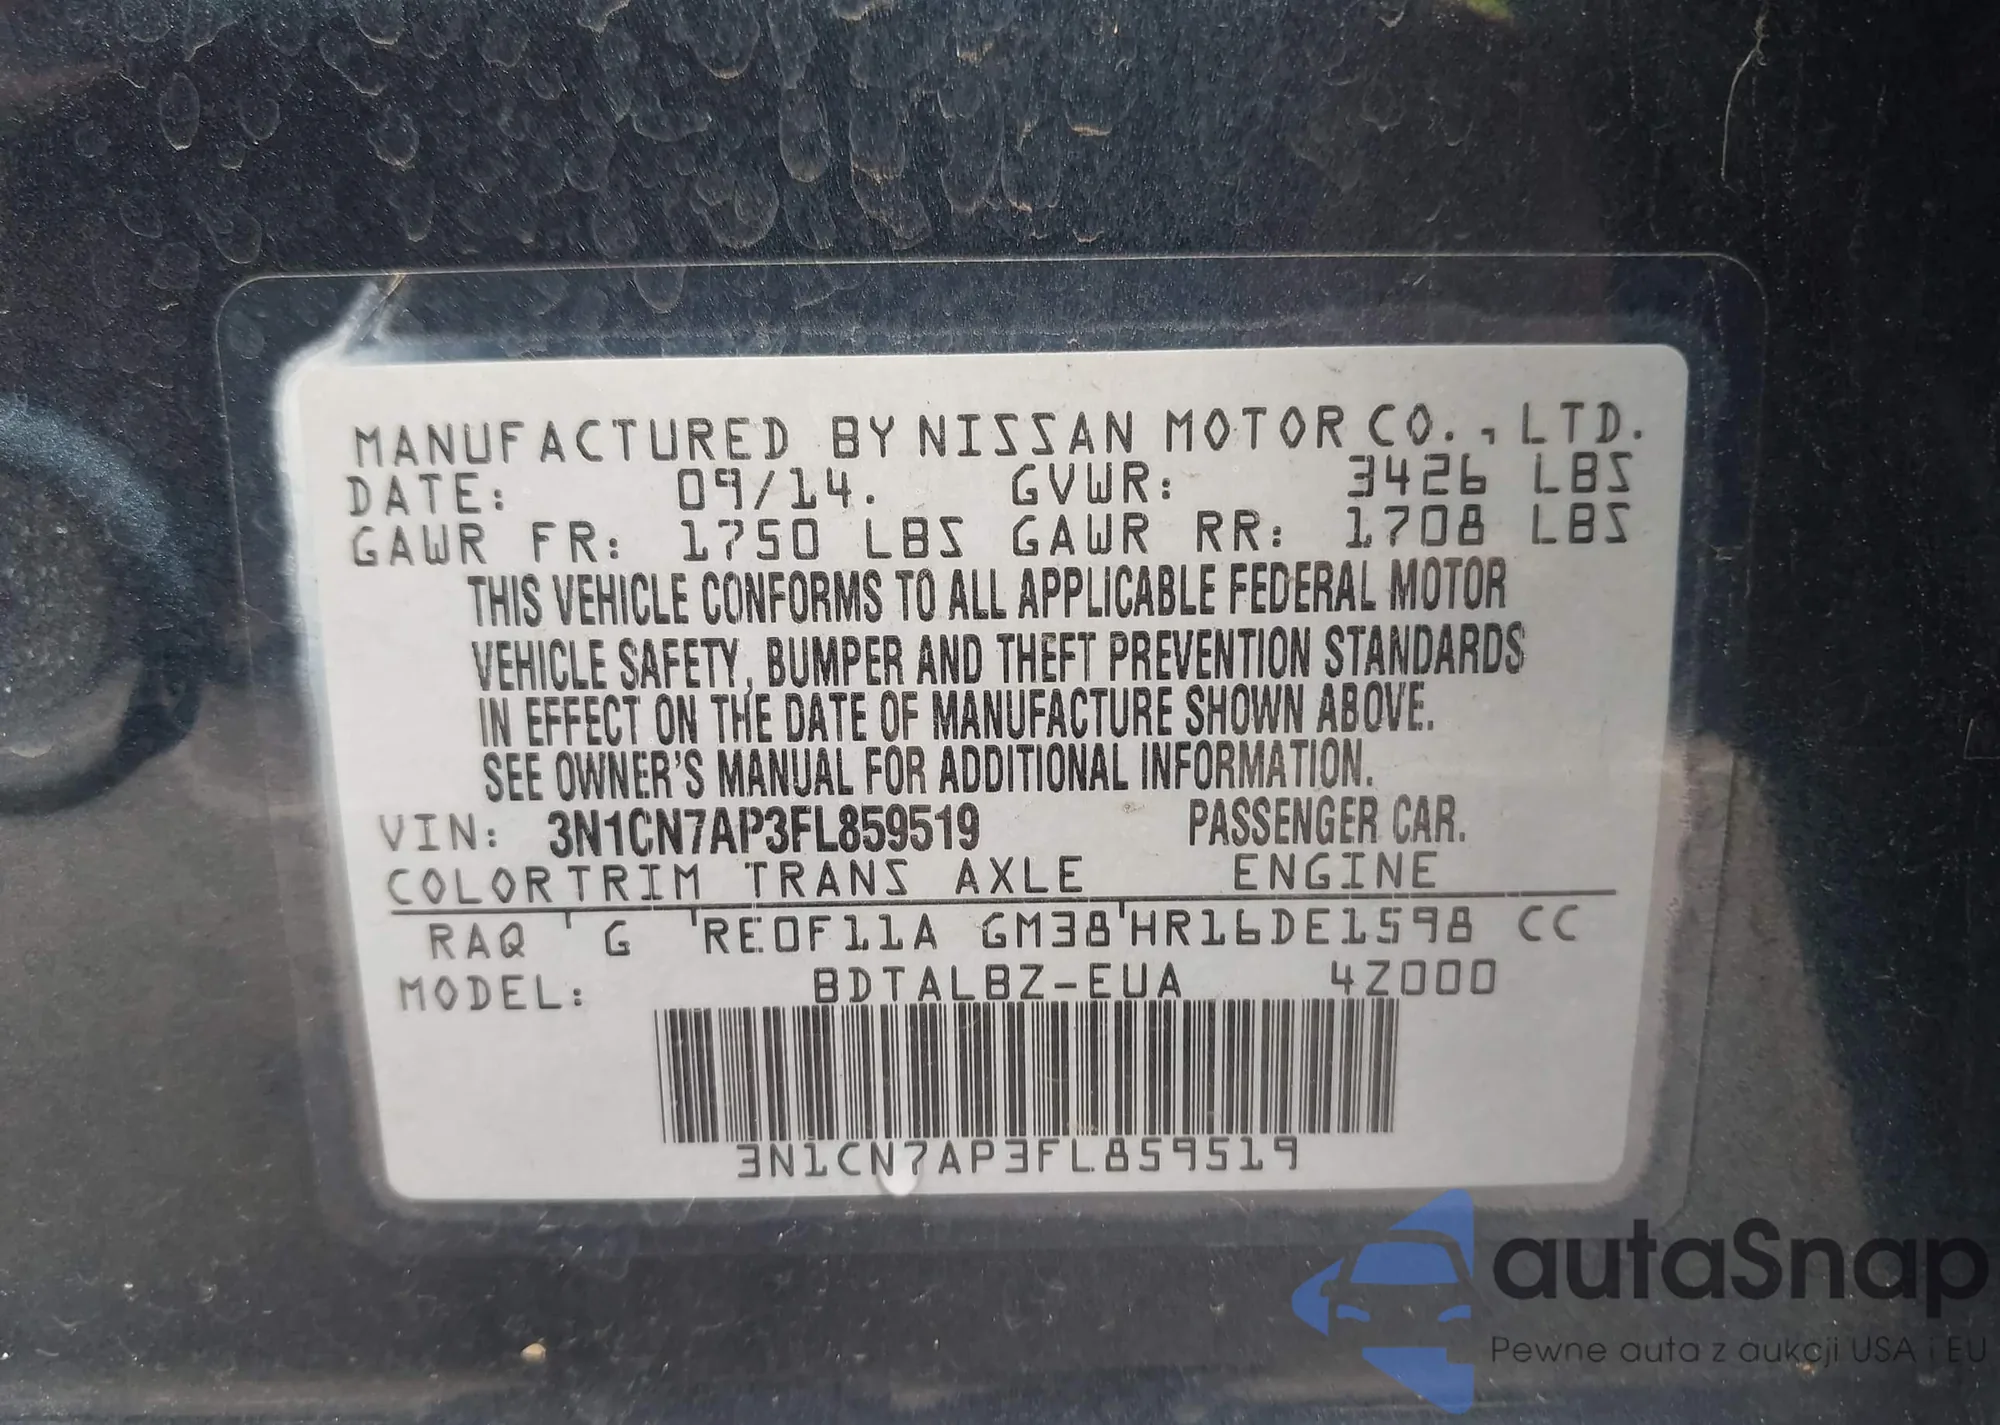 MANUFACTURED BY NISSAN MOTOR CO., LTD.
DATE: 09/14. GVWR: 3426 LBS
GAWR FR: 1750 LBS GAWR RR: 1708 LBS
THIS VEHICLE CONFORMS TO ALL APPLICABLE FEDERAL MOTOR
VEHICLE SAFETY, BUMPER AND THEFT PREVENTION STANDARDS
IN EFFECT ON THE DATE OF MANUFACTURE SHOWN ABOVE.
SEE OWNER'S MANUAL FOR ADDITIONAL INFORMATION.
VIN: 3N1CN7AP3FL859519 PASSENGER CAR.
COLOR TRIM TRANS AXLE ENGINE
RAQ ' G 'RE0F11A GM38'HR16DE1598 CC
MODEL: BDTALBZ-EUA 4Z000
3N1CN7AP3FL859519
autaSnap
Pewne auta z aukcji USA i EU